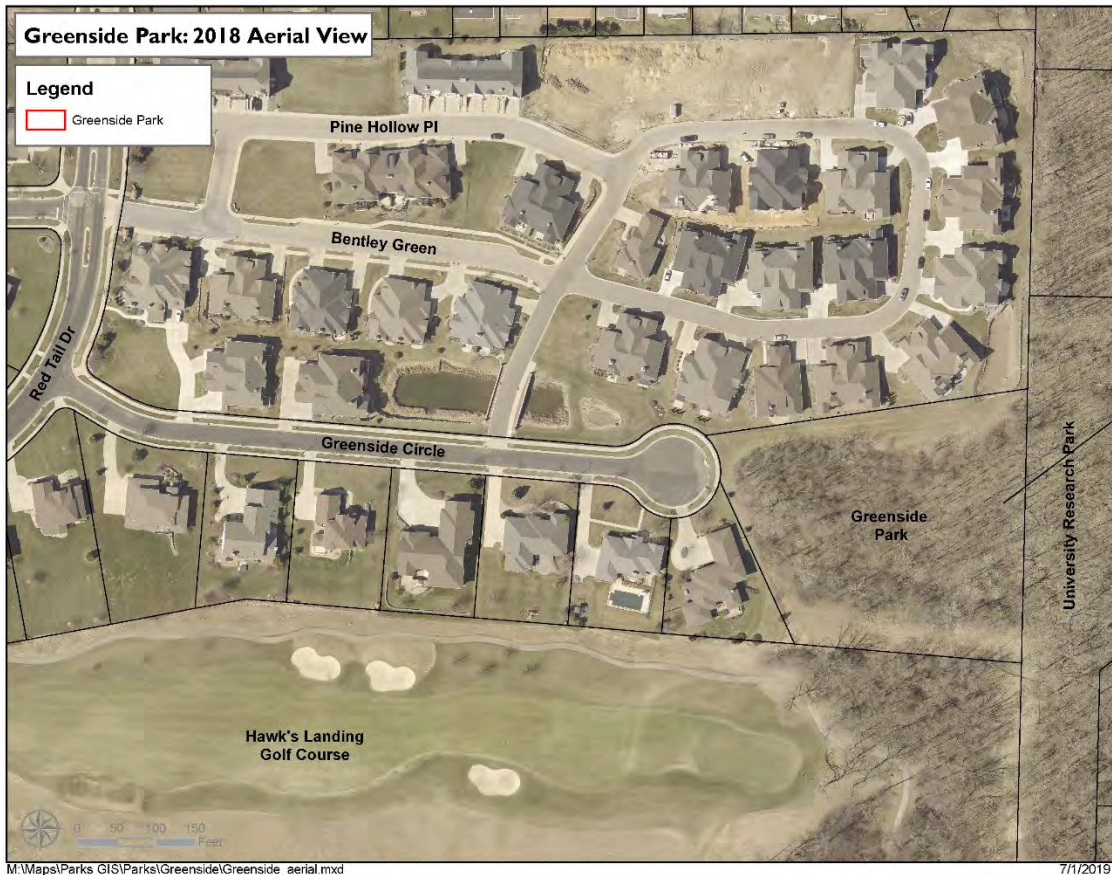 Greenside Park: 2018 Aerial View
Legend
Greenside Park
Pine Hollow Pl
Bentley Green
Red Tail Dr
Greenside Circle
Greenside
Park
University Research Park
Hawk's Landing
Golf Course
0 50 100 150
Feet
M:\Maps\Parks GIS\Parks\Greenside\Greenside_aerial.mxd
7/1/2019